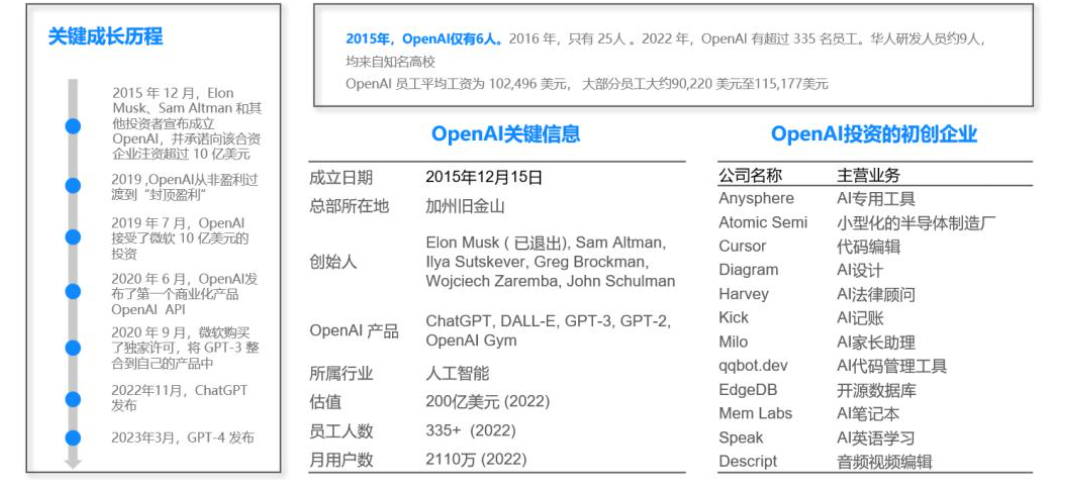 关键成长历程
2015 年 12 月，Elon
Musk、Sam Altman 和其
他投资者宣布成立
OpenAI，并承诺向该合资
企业注资超过 10 亿美元
2019 ,OpenAI从非盈利过
渡到“封顶盈利”
2019 年 7 月，OpenAI
接受了微软 10 亿美元的
投资
2020 年 6 月，OpenAI发
布了第一个商业化产品
OpenAI API
2020 年 9 月，微软购买
了独家许可，将 GPT-3 整
合到自己的产品中
2022年11月，ChatGPT
发布
2023年3月，GPT-4 发布
2015年，OpenAI仅有6人。2016 年，只有 25人 。2022 年，OpenAI 有超过 335 名员工。华人研发人员约9人，
均来自知名高校
OpenAI 员工平均工资为 102,496 美元， 大部分员工大约90,220 美元至115,177美元
OpenAI关键信息
成立日期 2015年12月15日
总部所在地 加州旧金山
创始人 Elon Musk ( 已退出), Sam Altman,
Ilya Sutskever, Greg Brockman,
Wojciech Zaremba, John Schulman
OpenAI 产品 ChatGPT, DALL-E, GPT-3, GPT-2,
OpenAI Gym
所属行业 人工智能
估值 200亿美元 (2022)
员工人数 335+ (2022)
月用户数 2110万 (2022)
OpenAI投资的初创企业
公司名称 主营业务
Anysphere AI专用工具
Atomic Semi 小型化的半导体制造厂
Cursor 代码编辑
Diagram AI设计
Harvey AI法律顾问
Kick AI记账
Milo AI家长助理
qqbot.dev AI代码管理工具
EdgeDB 开源数据库
Mem Labs AI笔记本
Speak AI英语学习
Descript 音频视频编辑